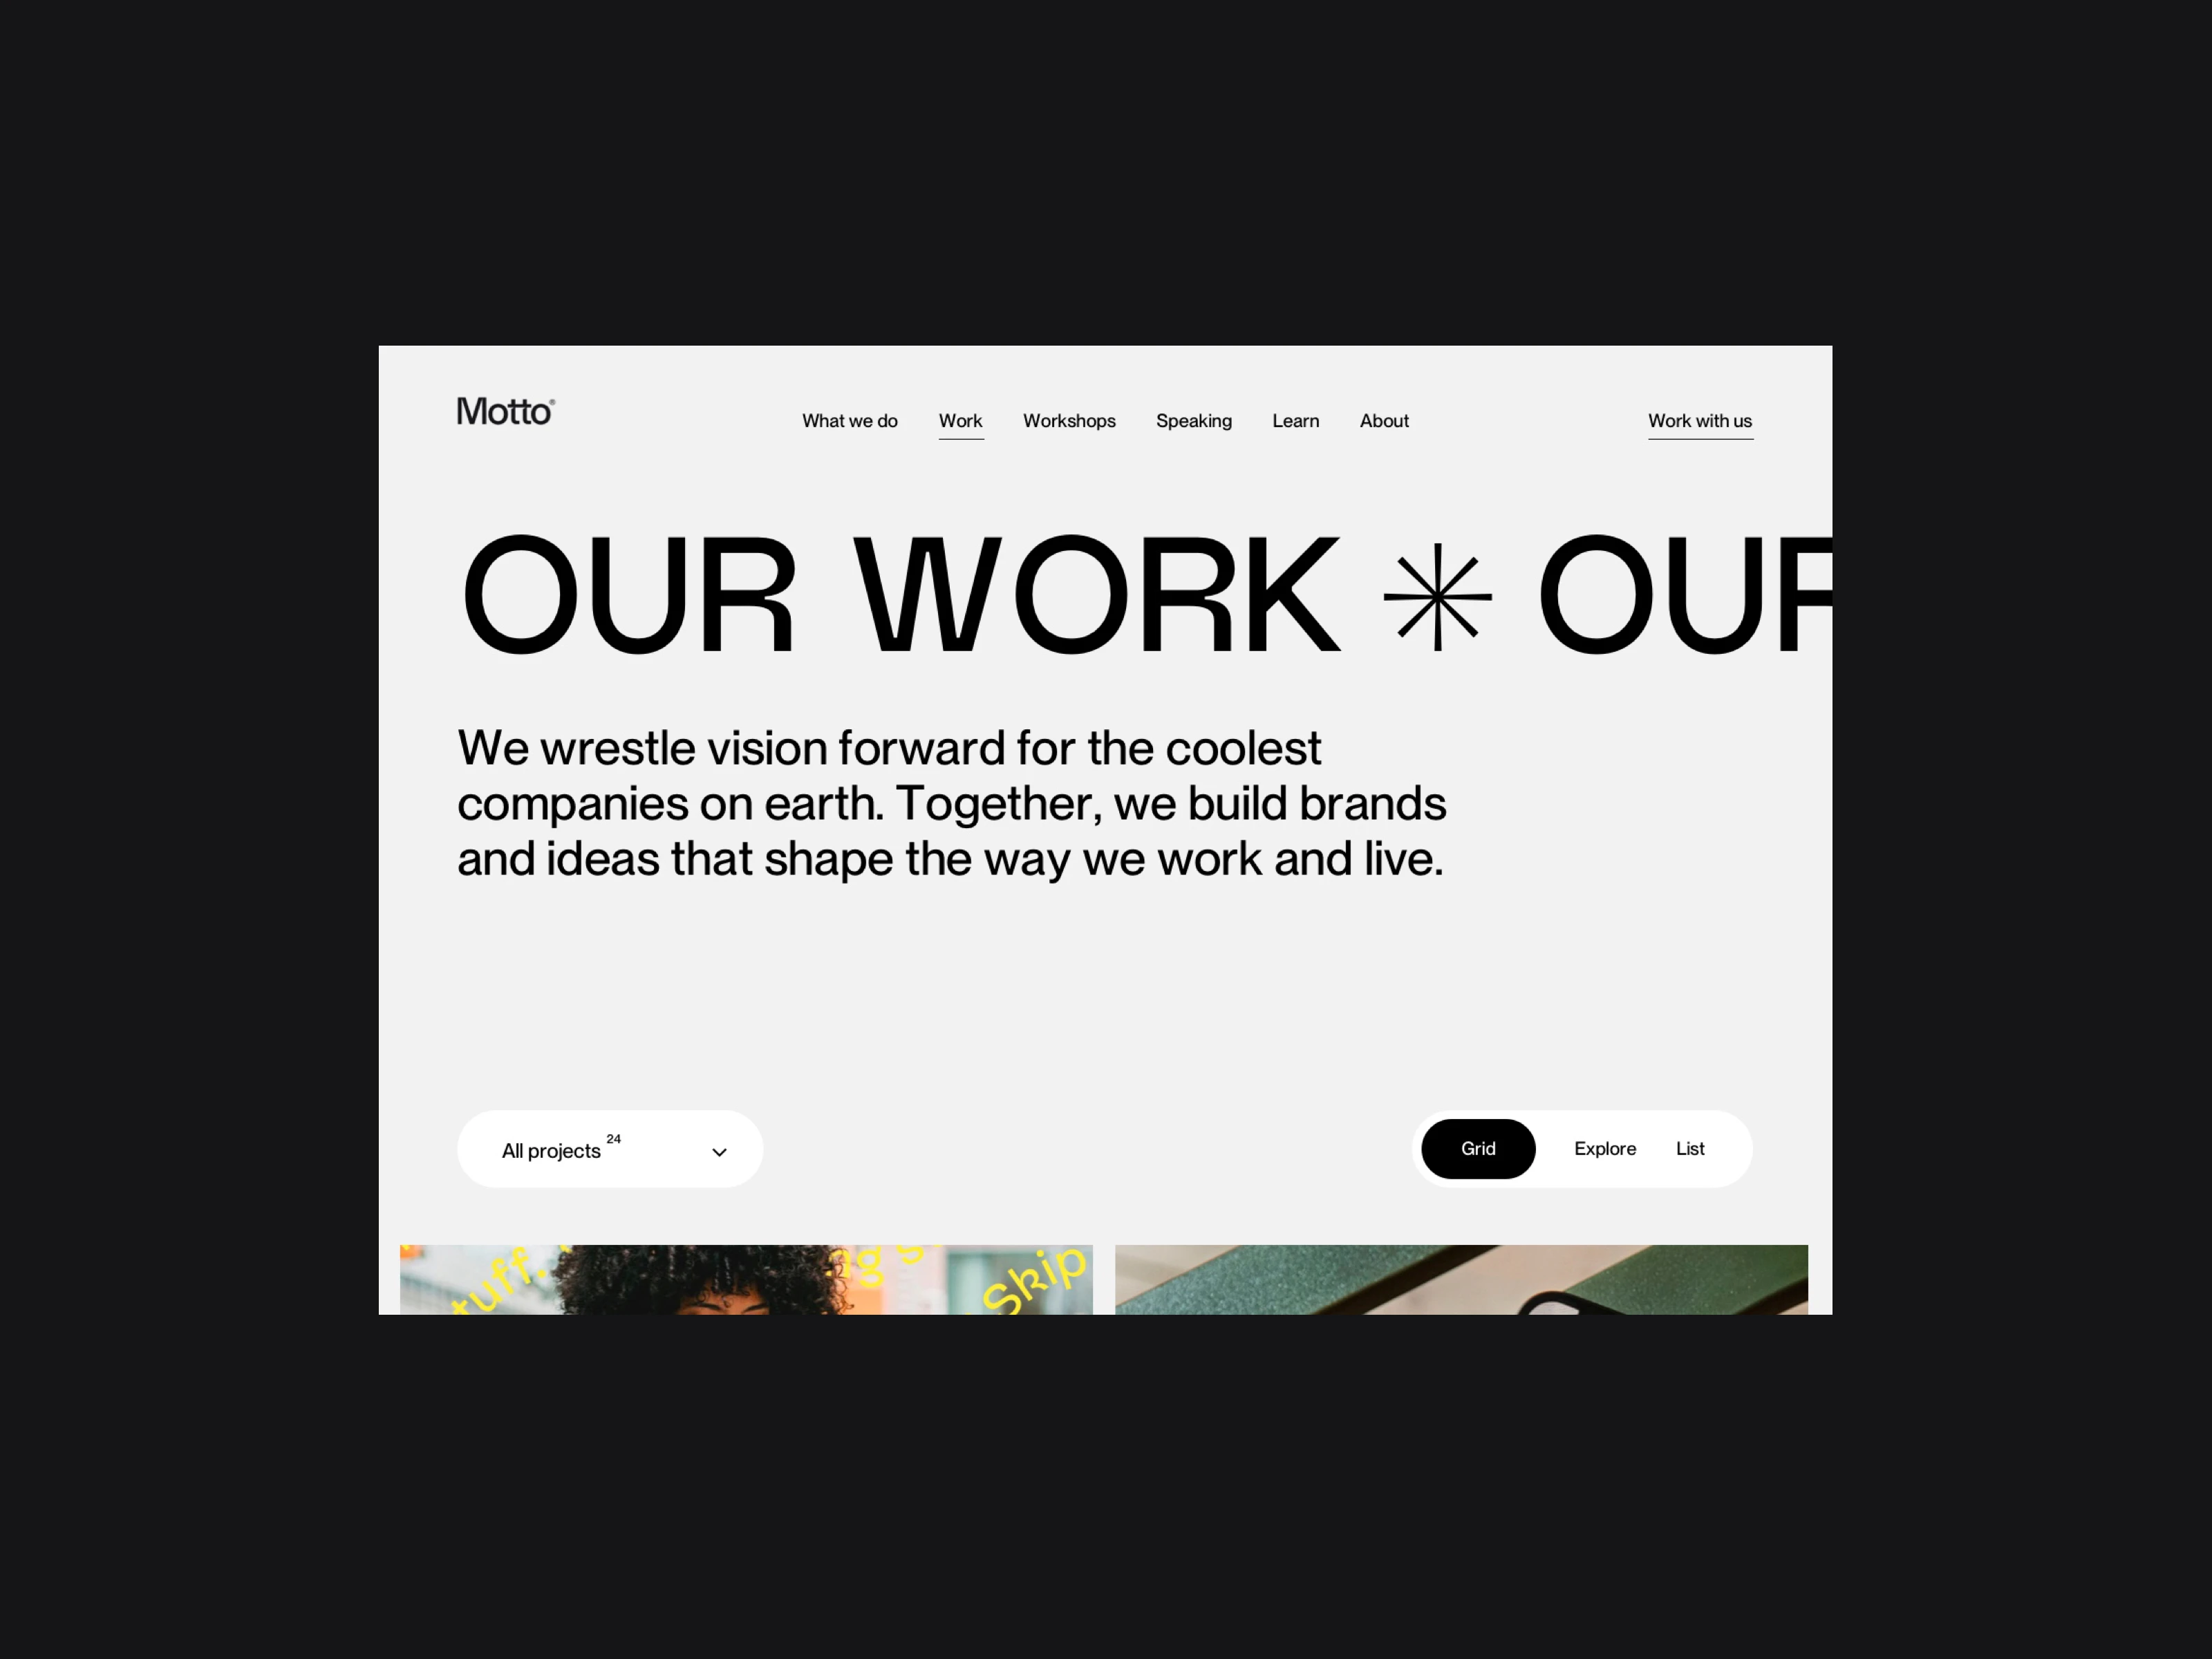 Motto®
What we do Work Workshops Speaking Learn About Work with us
OUR WORK ✳ OUR
We wrestle vision forward for the coolest
companies on earth. Together, we build brands
and ideas that shape the way we work and live.
All projects 24
Grid Explore List
tuff. ng s
Skip